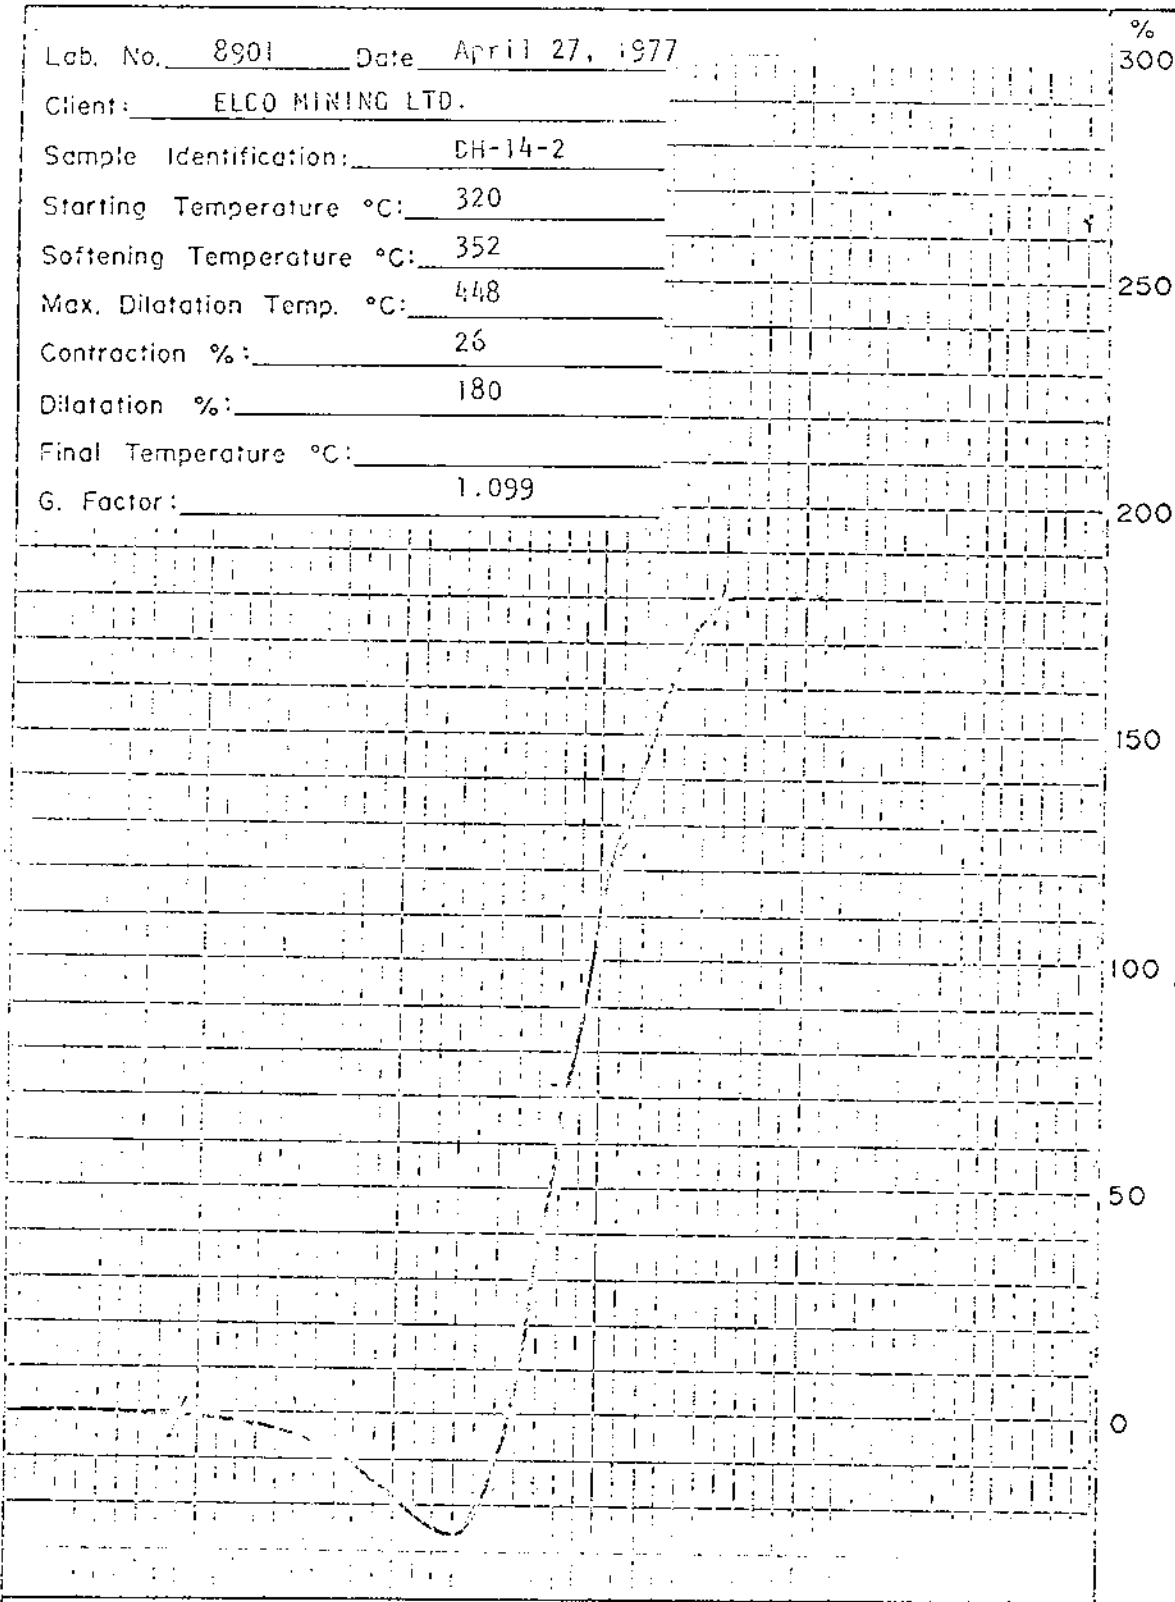 Lab. No. 8901 Date April 27, 1977
Client: ELCO MINING LTD.
Sample Identification: DH-14-2
Starting Temperature °C: 320
Softening Temperature °C: 352
Max. Dilatation Temp. °C: 448
Contraction %: 26
Dilatation %: 180
Final Temperature °C:
G. Factor: 1.099
%
300
250
200
150
100
50
0